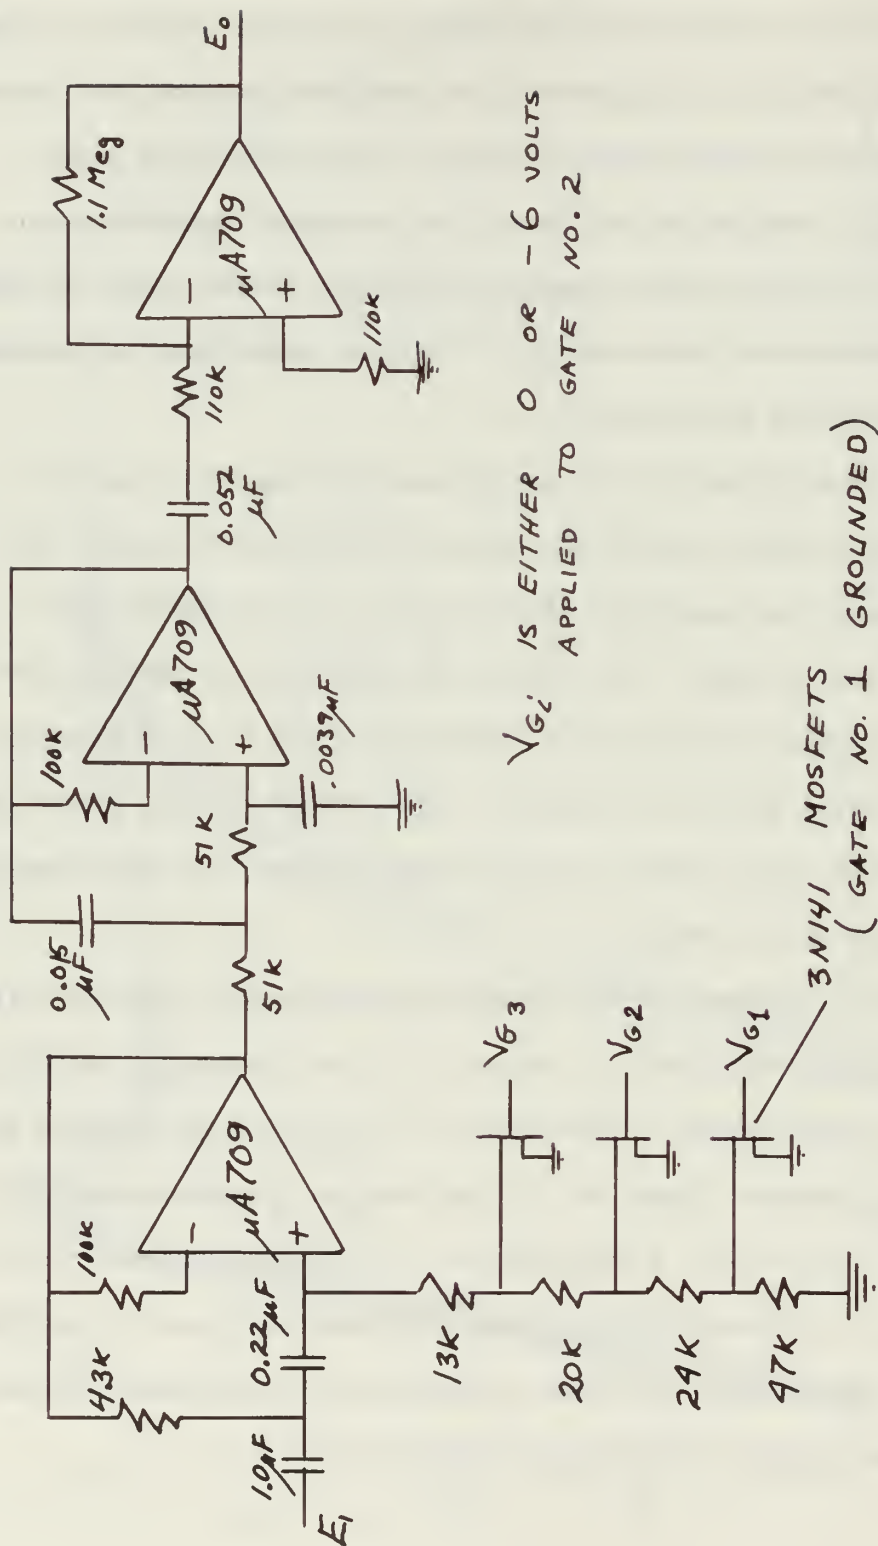 E₁
1.0µF
43K
100K
0.22µF
-
+
µA709
13K
20K
24K
47K
V_G3
V_G2
V_G1
3N141 MOSFETS
(GATE NO. 1 GROUNDED)
51K
0.015
µF
51K
100K
-
+
µA709
.0039µF
0.052
µF
110K
1.1 Meg
-
+
µA709
110K
E₀
V_Gi IS EITHER 0 OR -6 VOLTS
APPLIED TO GATE NO. 2